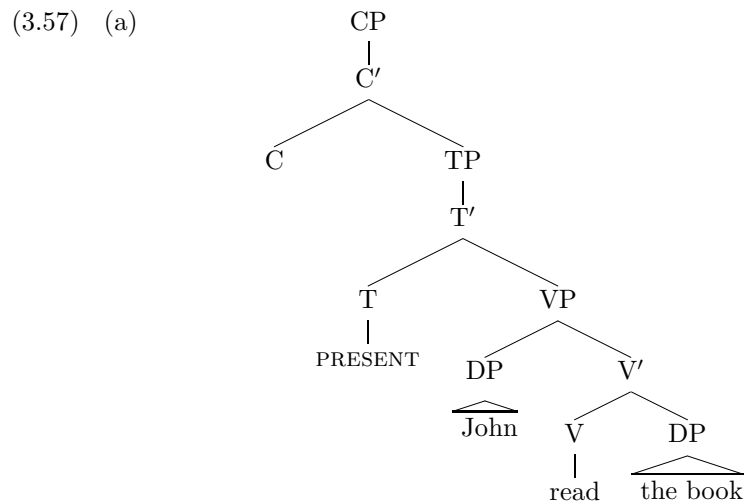 (3.57) (a) CP
C′
C TP
T′
T VP
PRESENT DP V′
John V DP
read the book